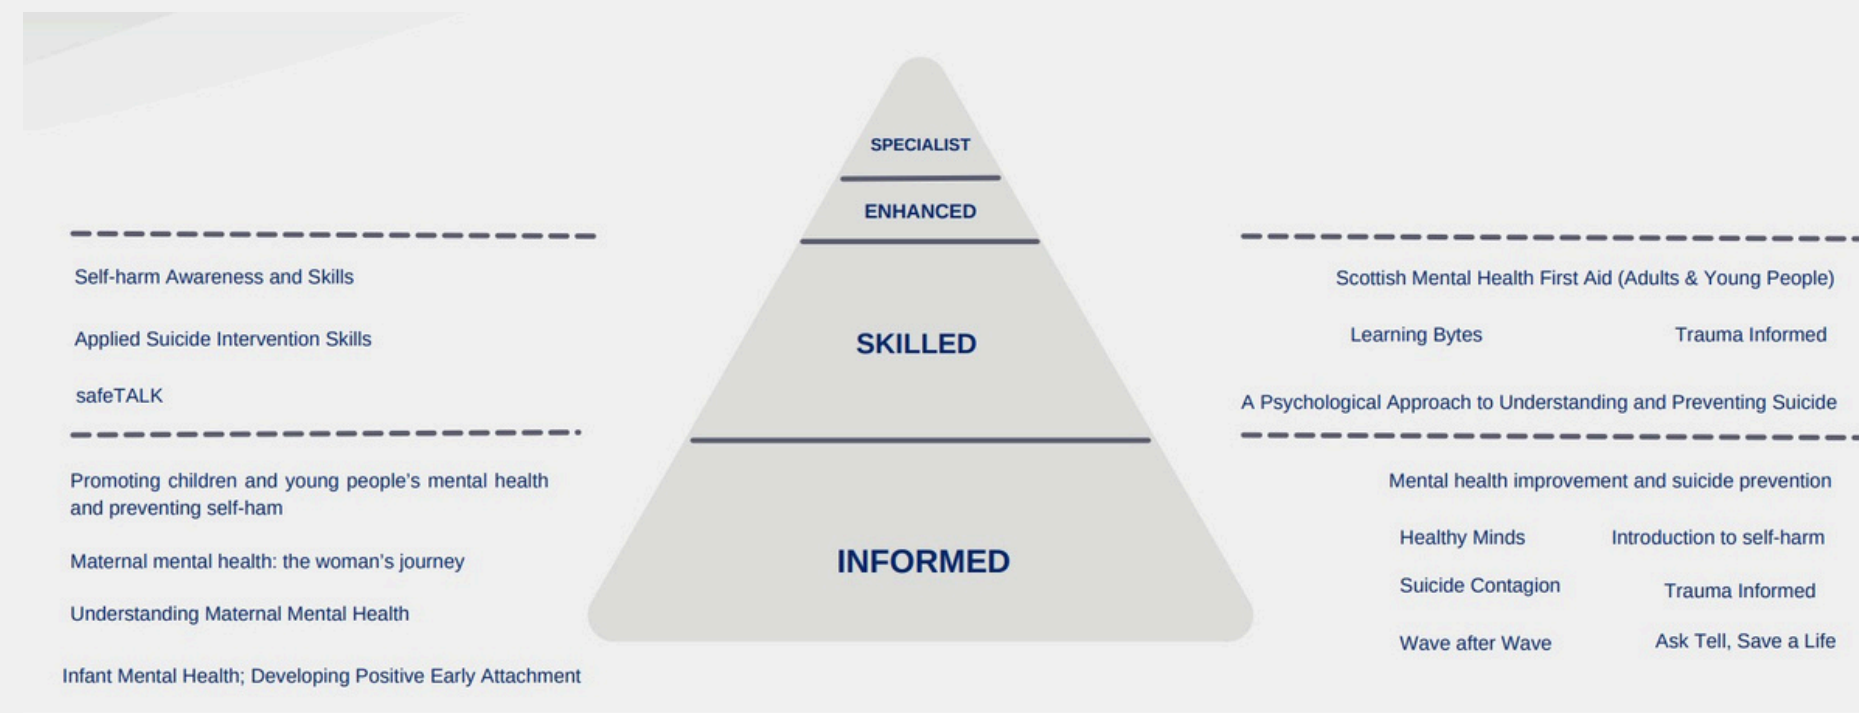 SPECIALIST
ENHANCED
Self-harm Awareness and Skills
Applied Suicide Intervention Skills
safeTALK
SKILLED
Scottish Mental Health First Aid (Adults & Young People)
Learning Bytes
Trauma Informed
A Psychological Approach to Understanding and Preventing Suicide
Promoting children and young people's mental health
and preventing self-ham
Maternal mental health: the woman's journey
Understanding Maternal Mental Health
Infant Mental Health; Developing Positive Early Attachment
INFORMED
Mental health improvement and suicide prevention
Healthy Minds
Introduction to self-harm
Suicide Contagion
Trauma Informed
Wave after Wave
Ask Tell, Save a Life